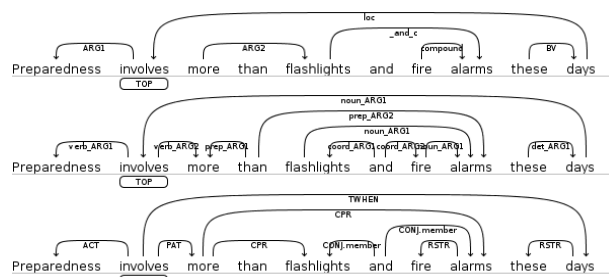 loc
_and_c
ARG1 ARG2 compound BV
Preparedness involves more than flashlights and fire alarms these days
TOP
noun_ARG1
prep_ARG2
noun_ARG1
verb_ARG1 verb_ARG2 prep_ARG1 coord_ARG1 coord_ARG2 noun_ARG1 det_ARG1
Preparedness involves more than flashlights and fire alarms these days
TOP
TWHEN
CPR
CONJ.member
ACT PAT CPR CONJ.member RSTR RSTR
Preparedness involves more than flashlights and fire alarms these days